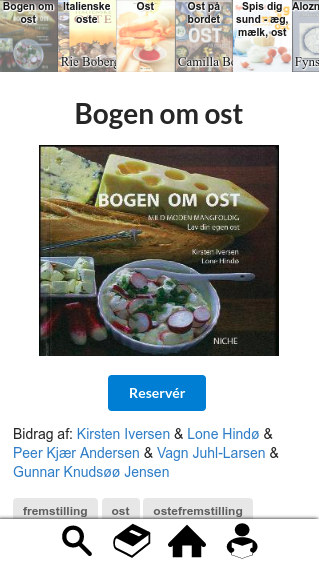 Bogen om ost
Italienske oste
Ost
Ost på bordet
Spis dig sund - æg, mælk, ost
Rie Boberg
OST
Camilla
Fyns
Bogen om ost
BOGEN OM OST
MILD MODEN MANGFOLDIG
Lav din egen ost
Kirsten Iversen
Lone Hindø
NICHE
Reservér
Bidrag af: Kirsten Iversen & Lone Hindø &
Peer Kjær Andersen & Vagn Juhl-Larsen &
Gunnar Knudsøø Jensen
fremstilling ost ostefremstilling